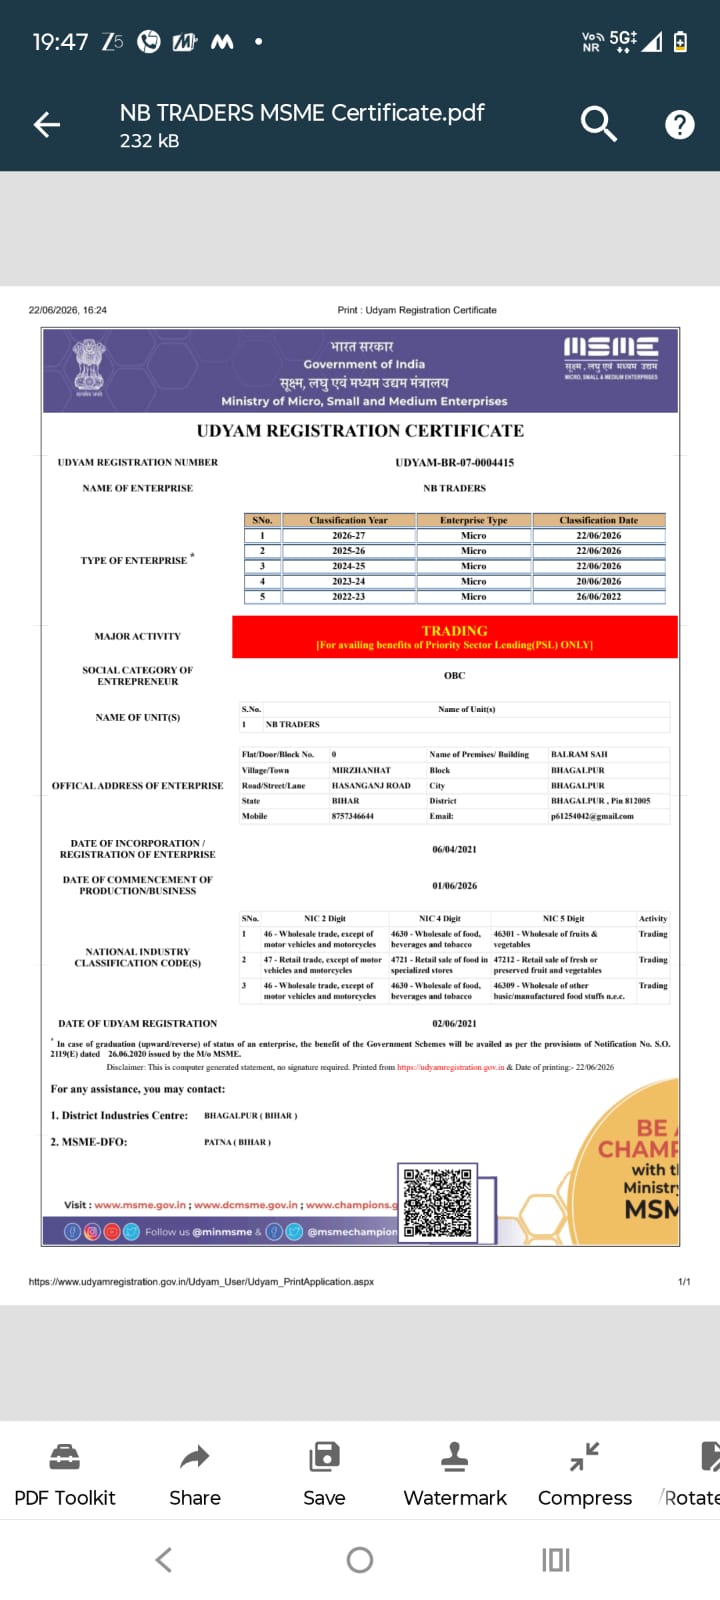 19:47
Vo NR 5G
NB TRADERS MSME Certificate.pdf
232 kB
22/06/2026, 16:24 Print : Udyam Registration Certificate
भारत सरकार
Government of India
सूक्ष्म, लघु एवं मध्यम उद्यम मंत्रालय
Ministry of Micro, Small and Medium Enterprises
MSME
सूक्ष्म, लघु एवं मध्यम उद्यम
MICRO, SMALL & MEDIUM ENTERPRISES
UDYAM REGISTRATION CERTIFICATE
UDYAM REGISTRATION NUMBER UDYAM-BR-07-0004415
NAME OF ENTERPRISE NB TRADERS
TYPE OF ENTERPRISE *
SNo. Classification Year Enterprise Type Classification Date
1 2026-27 Micro 22/06/2026
2 2025-26 Micro 22/06/2026
3 2024-25 Micro 22/06/2026
4 2023-24 Micro 20/06/2026
5 2022-23 Micro 26/06/2022
MAJOR ACTIVITY
TRADING
[For availing benefits of Priority Sector Lending(PSL) ONLY]
SOCIAL CATEGORY OF
ENTREPRENEUR
OBC
NAME OF UNIT(S)
S.No. Name of Unit(s)
1 NB TRADERS
OFFICAL ADDRESS OF ENTERPRISE
Flat/Door/Block No. 0 Name of Premises/ Building BALRAM SAH
Village/Town MIRZHANHAT Block BHAGALPUR
Road/Street/Lane HASANGANJ ROAD City BHAGALPUR
State BIHAR District BHAGALPUR , Pin 812005
Mobile 8757346644 Email: p61254042@gmail.com
DATE OF INCORPORATION /
REGISTRATION OF ENTERPRISE
06/04/2021
DATE OF COMMENCEMENT OF
PRODUCTION/BUSINESS
01/06/2026
NATIONAL INDUSTRY
CLASSIFICATION CODE(S)
SNo. NIC 2 Digit NIC 4 Digit NIC 5 Digit Activity
1 46 - Wholesale trade, except of 4630 - Wholesale of food, 46301 - Wholesale of fruits & Trading
motor vehicles and motorcycles beverages and tobacco vegetables
2 47 - Retail trade, except of motor 4721 - Retail sale of food in 47212 - Retail sale of fresh or Trading
vehicles and motorcycles specialized stores preserved fruit and vegetables
3 46 - Wholesale trade, except of 4630 - Wholesale of food, 46309 - Wholesale of other Trading
motor vehicles and motorcycles beverages and tobacco basic/manufactured food stuffs n.e.c.
DATE OF UDYAM REGISTRATION 02/06/2021
* In case of graduation (upward/reverse) of status of an enterprise, the benefit of the Government Schemes will be availed as per the provisions of Notification No. S.O.
2119(E) dated 26.06.2020 issued by the M/o MSME.
Disclaimer: This is computer generated statement, no signature required. Printed from https://udyamregistration.gov.in & Date of printing:- 22/06/2026
For any assistance, you may contact:
1. District Industries Centre: BHAGALPUR ( BIHAR )
2. MSME-DFO: PATNA ( BIHAR )
BE A
CHAMP
with th
Ministry
MSM
Visit : www.msme.gov.in ; www.dcmsme.gov.in ; www.champions.g
Follow us @minmsme & @msmechampion
https://www.udyamregistration.gov.in/Udyam_User/Udyam_PrintApplication.aspx 1/1
PDF Toolkit Share Save Watermark Compress /Rotate